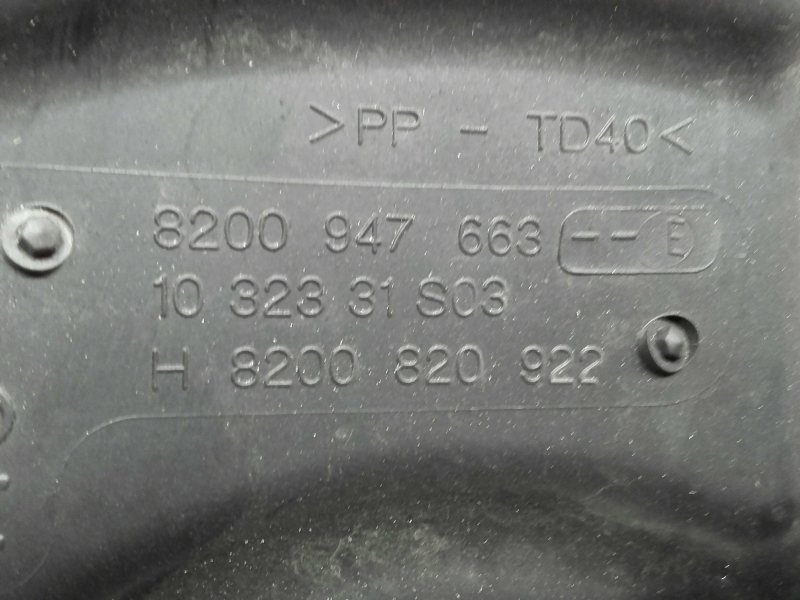 >PP - TD40<
8200 947 663 -- E
10 323 31 S03
H 8200 820 922